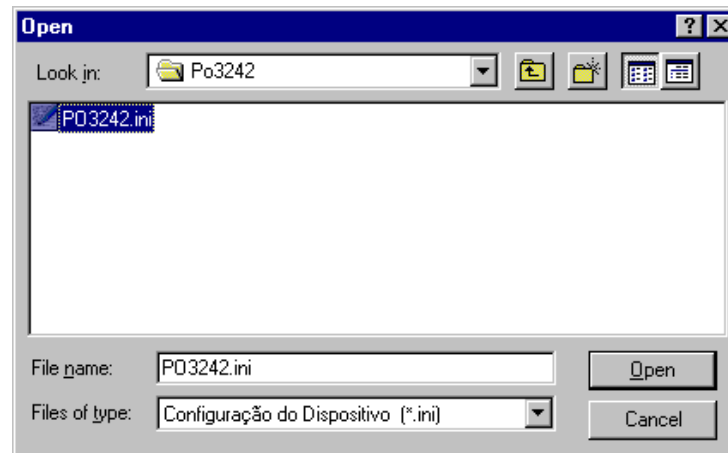 Open
Look in: Po3242
PO3242.ini
File name: PO3242.ini Open
Files of type: Configuração do Dispositivo (*.ini) Cancel